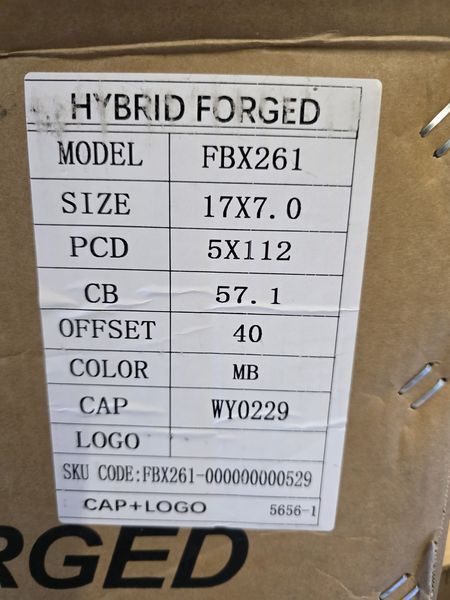 HYBRID FORGED
MODEL FBX261
SIZE 17X7.0
PCD 5X112
CB 57.1
OFFSET 40
COLOR MB
CAP WY0229
LOGO
SKU CODE:FBX261-000000000529
CAP+LOGO 5656-1
RGED